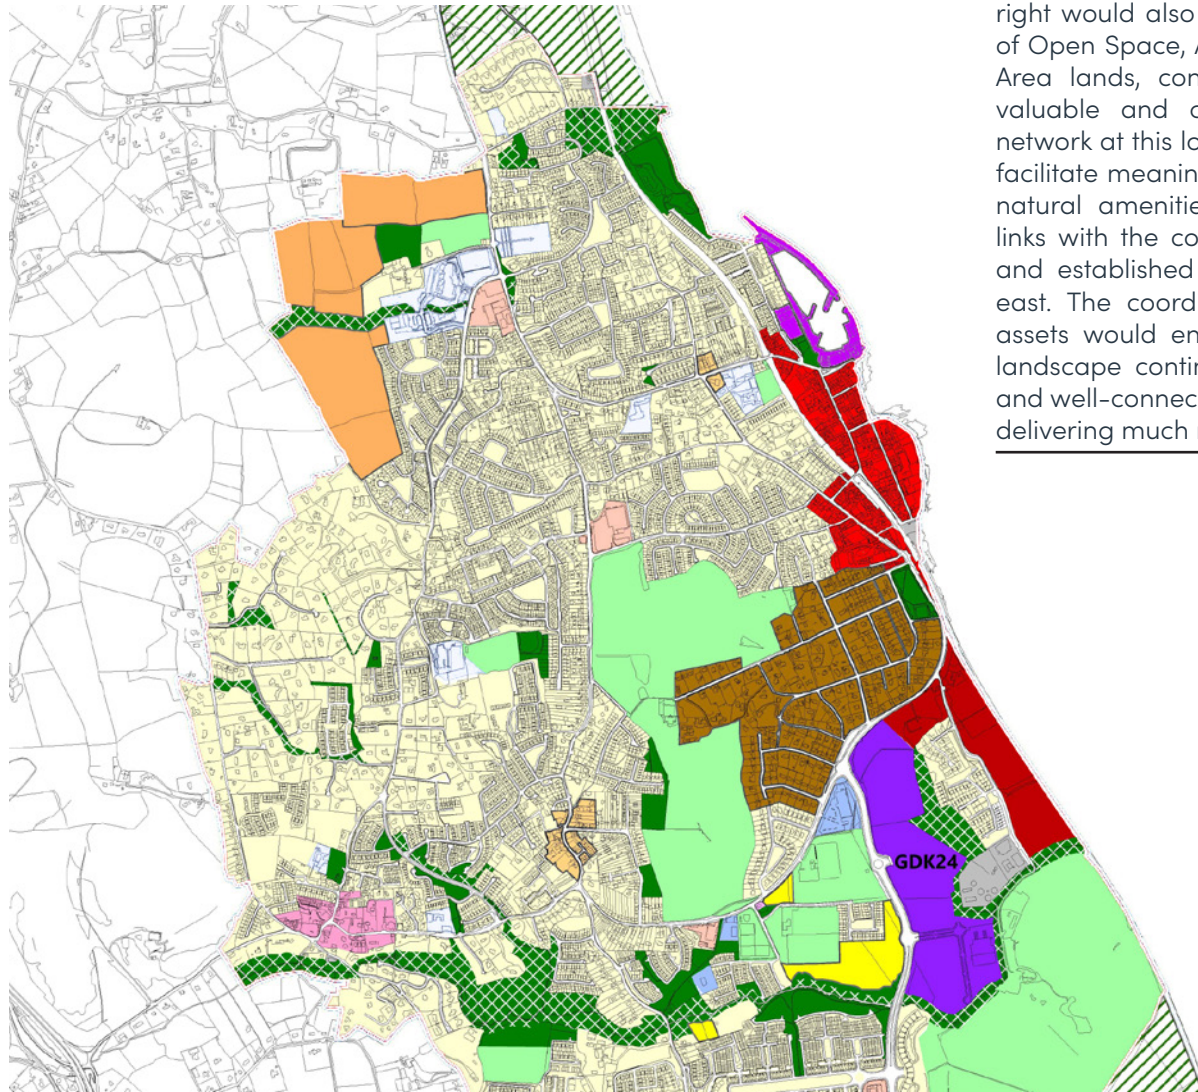 right would also
of Open Space, A
Area lands, con
valuable and c
network at this lo
facilitate meanin
natural amenitie
links with the co
and established
east. The coord
assets would en
landscape contin
and well-connec
delivering much
GDK24